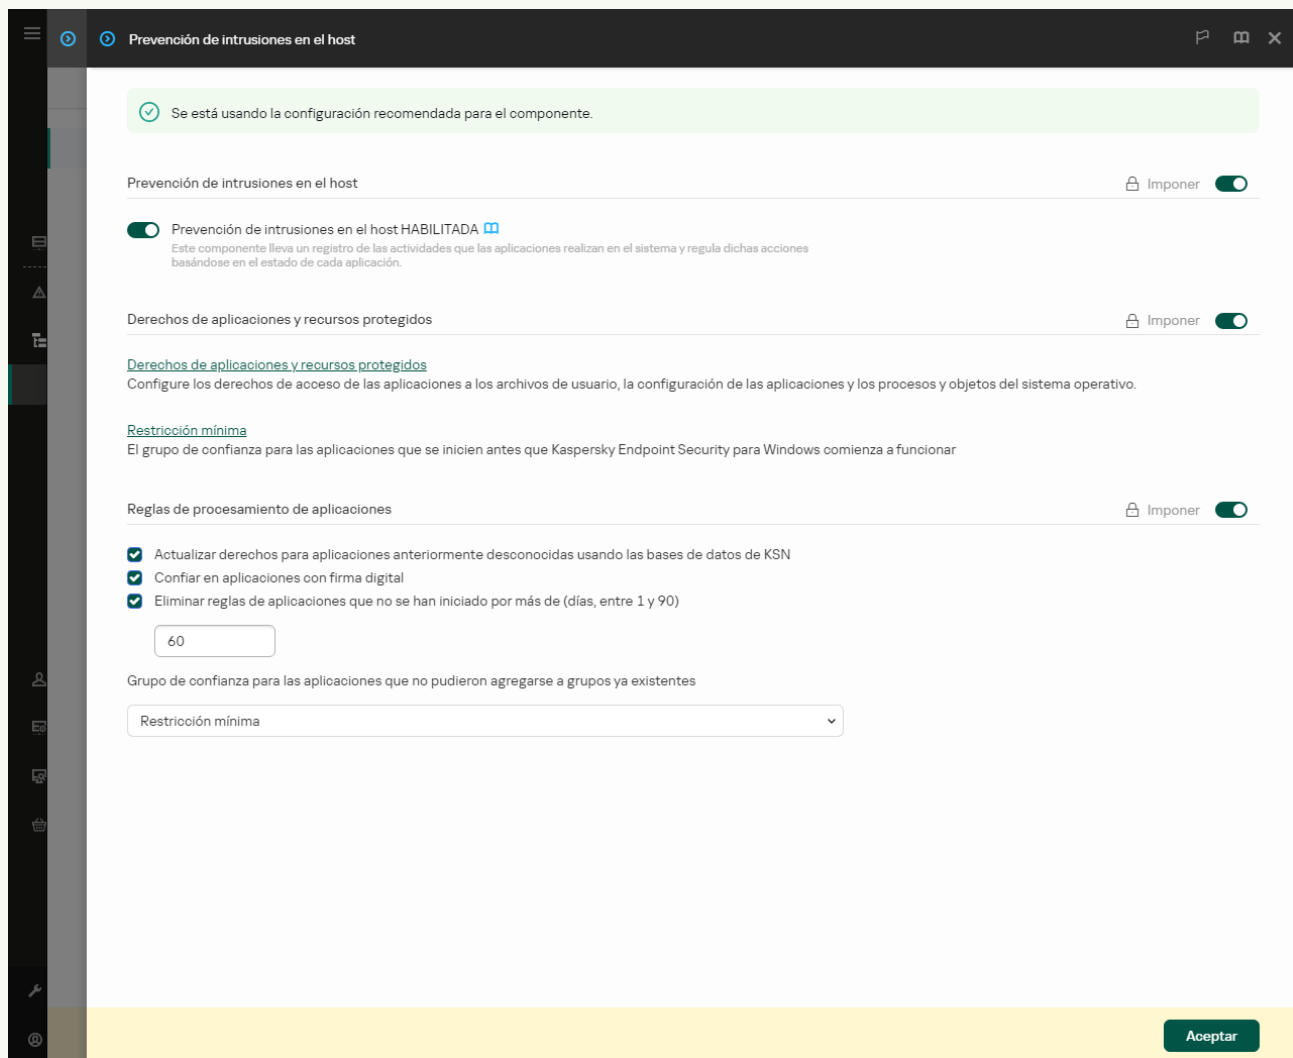 Prevención de intrusiones en el host
Se está usando la configuración recomendada para el componente.
Prevención de intrusiones en el host
Imponer
Prevención de intrusiones en el host HABILITADA
Este componente lleva un registro de las actividades que las aplicaciones realizan en el sistema y regula dichas acciones
basándose en el estado de cada aplicación.
Derechos de aplicaciones y recursos protegidos
Imponer
Derechos de aplicaciones y recursos protegidos
Configure los derechos de acceso de las aplicaciones a los archivos de usuario, la configuración de las aplicaciones y los procesos y objetos del sistema operativo.
Restricción mínima
El grupo de confianza para las aplicaciones que se inicien antes que Kaspersky Endpoint Security para Windows comienza a funcionar
Reglas de procesamiento de aplicaciones
Imponer
Actualizar derechos para aplicaciones anteriormente desconocidas usando las bases de datos de KSN
Confiar en aplicaciones con firma digital
Eliminar reglas de aplicaciones que no se han iniciado por más de (días, entre 1 y 90)
60
Grupo de confianza para las aplicaciones que no pudieron agregarse a grupos ya existentes
Restricción mínima
Aceptar